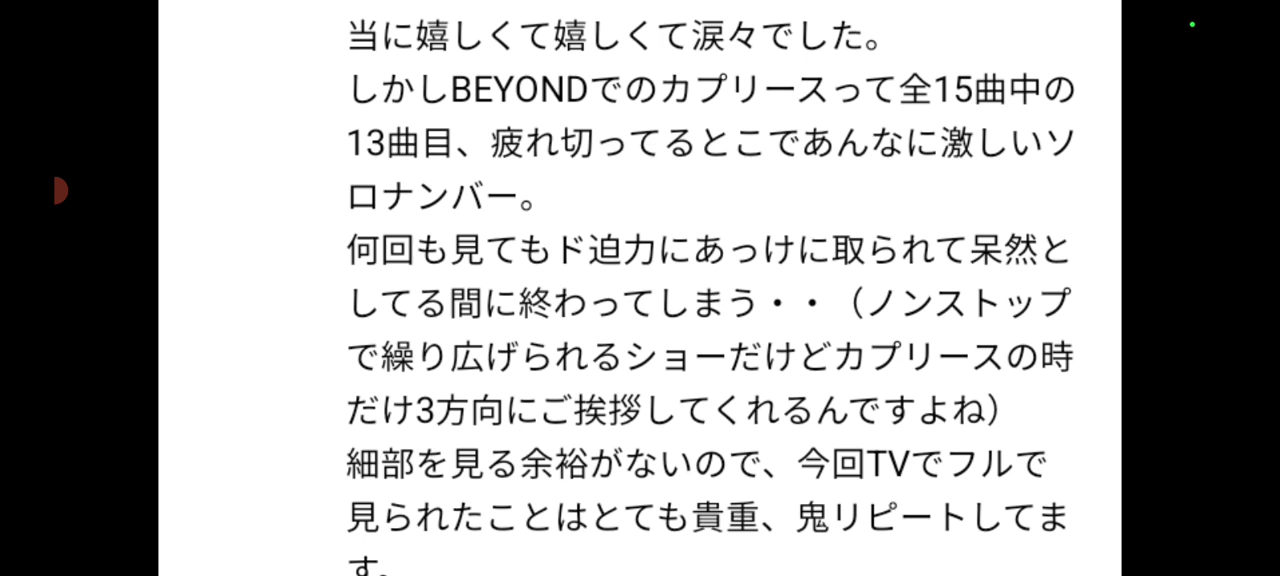 当に嬉しくて嬉しくて涙々でした。
しかしBEYONDでのカプリースって全15曲中の
13曲目、疲れ切ってるとこであんなに激しいソ
ロナンバー。
何回も見てもド迫力にあっけに取られて呆然と
してる間に終わってしまう・・（ノンストップ
で繰り広げられるショーだけどカプリースの時
だけ3方向にご挨拶してくれるんですよね）
細部を見る余裕がないので、今回TVでフルで
見られたことはとても貴重、鬼リピートしてま
す。